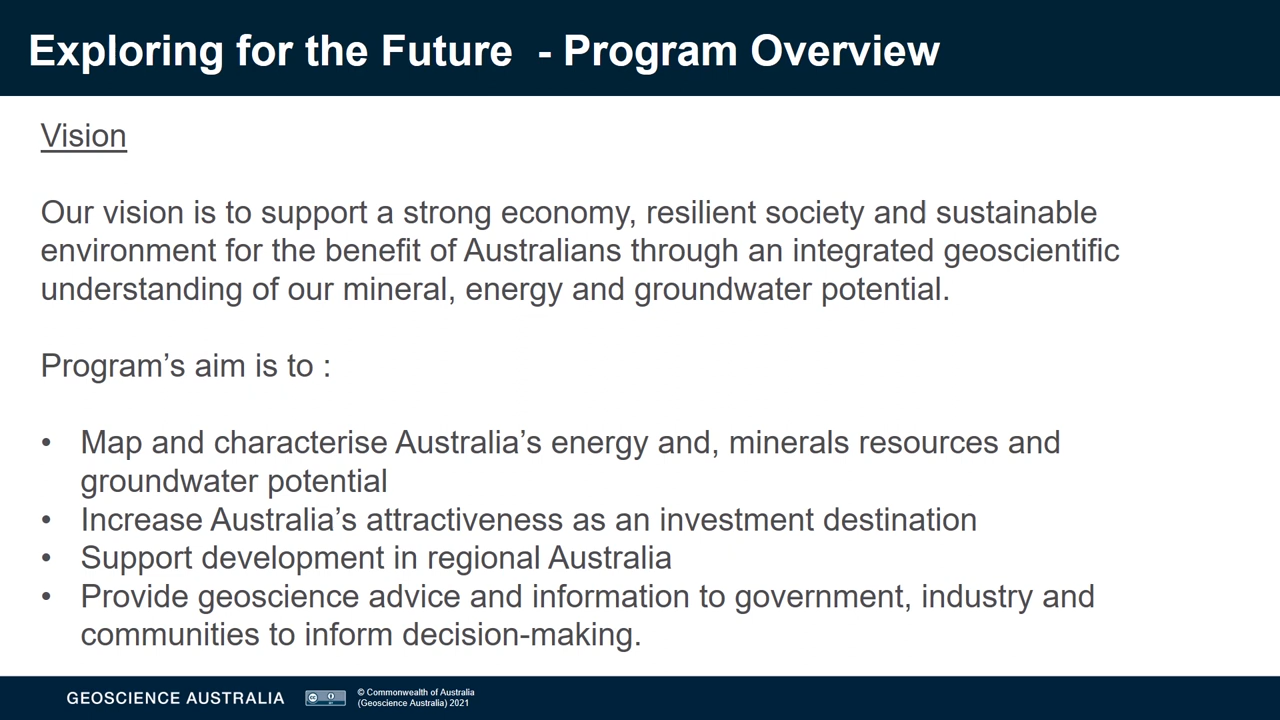 Exploring for the Future  - Program Overview
Vision
Our vision is to support a strong economy, resilient society and sustainable
environment for the benefit of Australians through an integrated geoscientific
understanding of our mineral, energy and groundwater potential.
Program’s aim is to :
• Map and characterise Australia’s energy and, minerals resources and
groundwater potential
• Increase Australia’s attractiveness as an investment destination
• Support development in regional Australia
• Provide geoscience advice and information to government, industry and
communities to inform decision-making.
GEOSCIENCE AUSTRALIA
© Commonwealth of Australia
(Geoscience Australia) 2021